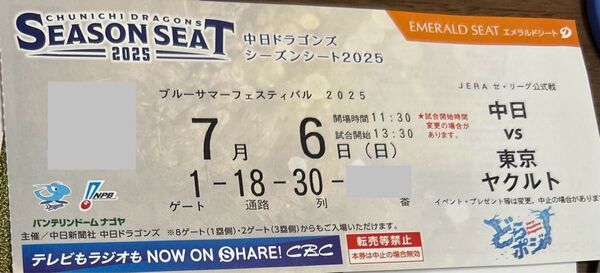 CHUNICHI DRAGONS
SEASON SEAT
2025
中日ドラゴンズ
シーズンシート2025
EMERALD SEAT エメラルドシート
ブルーサマーフェスティバル 2025
JERA セ・リーグ公式戦
開場時間 11:30
試合開始 13:30
★試合開始時間
変更の場合が
あります。
7月 6日(日)
中日
VS
東京
ヤクルト
1-18-30-
ゲート 通路 列 番
NPB
バンテリンドーム ナゴヤ
イベント・プレゼント等は変更、中止の場合があります
主催/中日新聞社 中日ドラゴンズ ※8ゲート(1塁側)・2ゲート(3塁側)からもご入場いただけます。
テレビもラジオも NOW ON SHARE! CBC
転売等禁止
本券は中止の場合無効
どらポジ